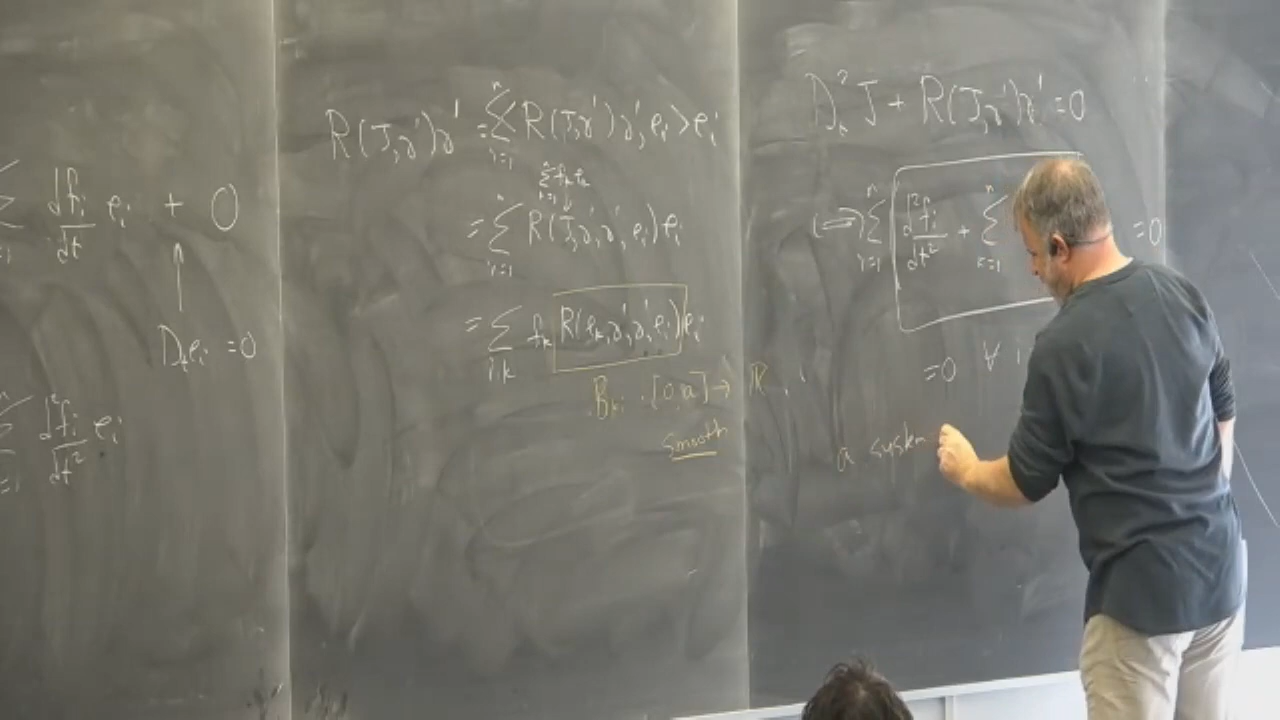 df_i/dt e_i + 0
D_t e_i = 0
d²f_i/dt² e_i
R(J,γ')γ' = Σ_{i=1}^n R(J,γ')γ', e_i > e_i
Σ f_k e_k
= Σ_{i=1}^n R(J,γ',γ',e_i) e_i
= Σ_{i,k} f_k R(e_k,γ',γ',e_i) e_i
B_{ki} : [0,a] → ℝ,
smooth
D_t² J + R(J,γ')γ' = 0
(⟺) Σ_{i=1}^n d²f_i/dt² + Σ_{k=1}^n = 0
= 0 ∀ i
a system